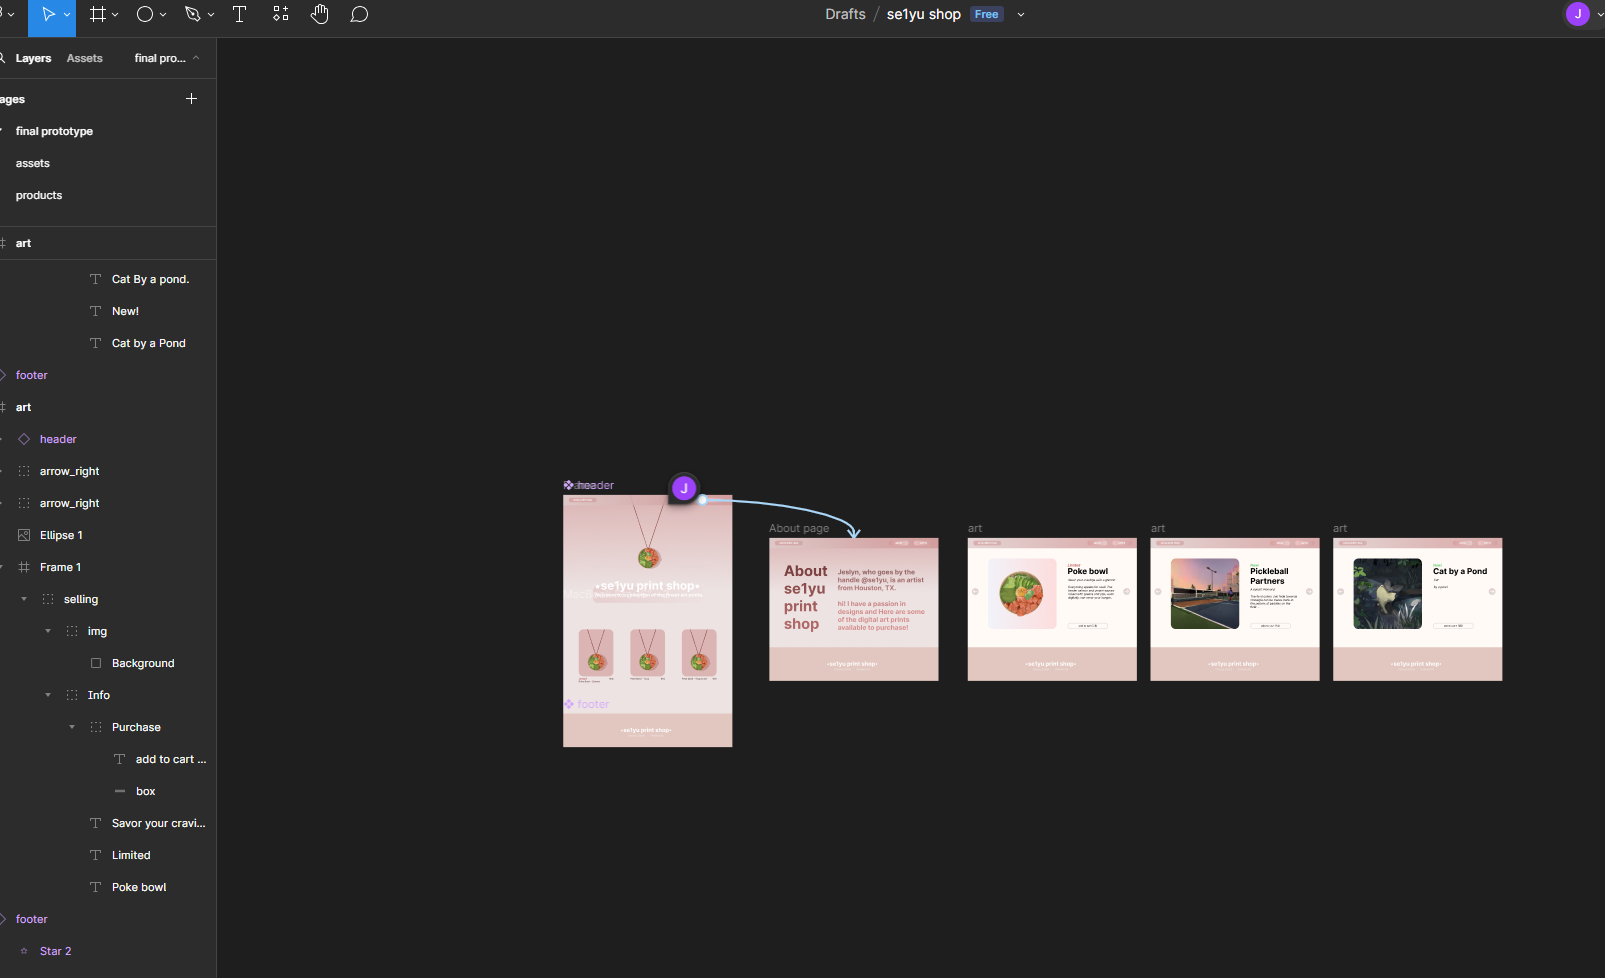 Drafts / se1yu shop Free
J
Layers Assets final pro...
ages
final prototype
assets
products
art
Cat By a pond.
New!
Cat by a Pond
footer
art
header
arrow_right
arrow_right
Ellipse 1
Frame 1
selling
img
Background
Info
Purchase
add to cart ...
box
Savor your cravi...
Limited
Poke bowl
footer
Star 2
header
J
•se1yu print shop•
footer
•se1yu print shop•
About page
About
se1yu
print
shop
Jeslyn, who goes by the
handle @se1yu, is an artist
from Houston, TX.
hi! I have a passion in
designs and Here are some
of the digital art prints
available to purchase!
•se1yu print shop•
art
Poke bowl
•se1yu print shop•
art
Pickleball
Partners
•se1yu print shop•
art
Cat by a Pond
•se1yu print shop•